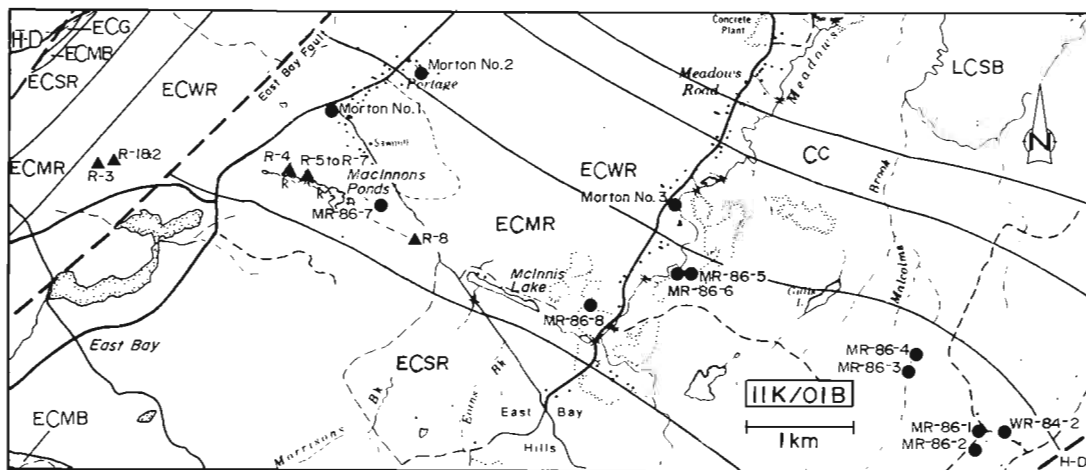 ECG
H-D
ECMB
ECSR
ECWR
ECMR
East Bay Fault
Morton No.2
Portage
Morton No.1
Sawmill
R-1&2
R-3
R-4
R-5 to R-7
MacInnons
Ponds
MR-86-7
R-8
ECMR
McInnis
Lake
MR-86-8
East Bay
ECMB
ECSR
Morrisons
Bk
Bk
East Bay
Hills
Concrete
Plant
Meadows
Road
Meadows
ECWR
Morton No.3
MR-86-5
MR-86-6
LCSB
N
CC
Brook
Malcolms
MR-86-4
MR-86-3
11K/01B
1 km
MR-86-1
WR-84-2
MR-86-2
H-D